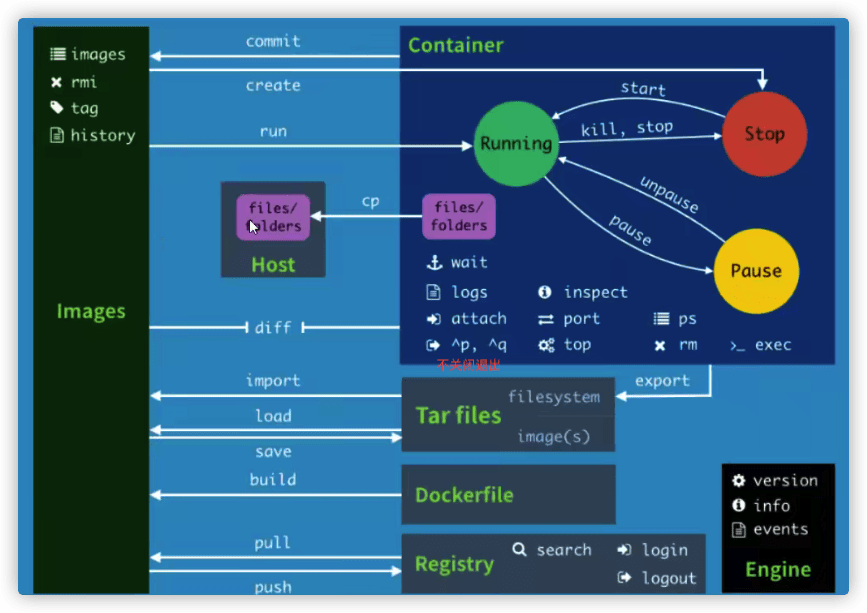 images
rmi
tag
history
Images
commit
create
run
cp
diff
import
load
save
build
pull
push
Container
Running
start
kill, stop
Stop
unpause
pause
Pause
files/
folders
Host
files/
folders
wait
logs
inspect
attach
port
ps
^p, ^q
top
rm
>_ exec
不关闭退出
export
Tar files
filesystem
image(s)
Dockerfile
Registry
search
login
logout
version
info
events
Engine